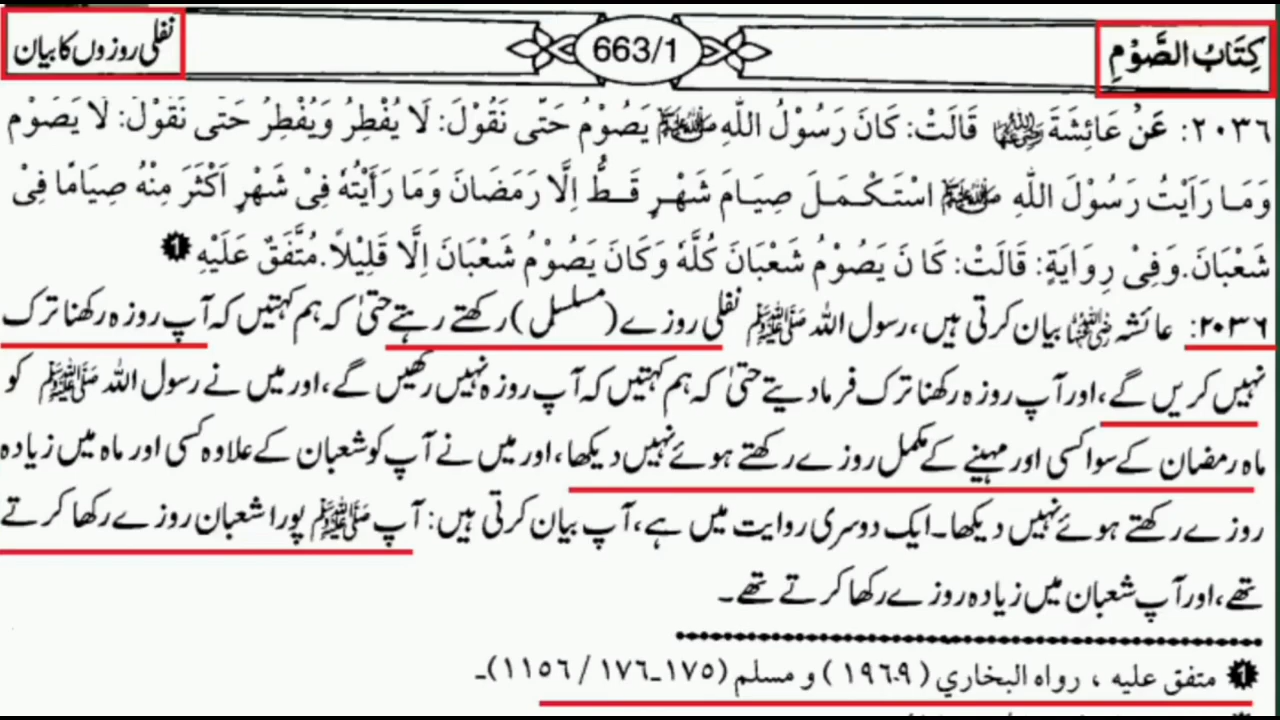 كِتَابُ الصَّوْمِ 663/1 نفلی روزوں کا بیان
٢٠٣٦: عَنْ عَائِشَةَ رضی اللہ عنہا قَالَتْ: كَانَ رَسُوْلُ اللهِ ﷺ يَصُوْمُ حَتّٰى نَقُوْلَ: لَا يُفْطِرُ وَيُفْطِرُ حَتّٰى نَقُوْلَ: لَا يَصُوْمُ
وَمَا رَاَيْتُ رَسُوْلَ اللهِ ﷺ اسْتَكْمَلَ صِيَامَ شَهْرٍ قَطُّ اِلَّا رَمَضَانَ وَمَا رَاَيْتُهٗ فِيْ شَهْرٍ اَكْثَرَ مِنْهُ صِيَامًا فِيْ
شَعْبَانَ. وَفِيْ رِوَايَةٍ: قَالَتْ: كَانَ يَصُوْمُ شَعْبَانَ كُلَّهٗ وَكَانَ يَصُوْمُ شَعْبَانَ اِلَّا قَلِيْلًا. مُتَّفَقٌ عَلَيْهِ ❶
۲۰۳۶: عائشہ رضی اللہ عنہا بیان کرتی ہیں، رسول اللہ ﷺ نفلی روزے (مسلسل) رکھتے رہتے حتیٰ کہ ہم کہتیں کہ آپ روزہ رکھنا ترک
نہیں کریں گے، اور آپ روزہ رکھنا ترک فرما دیتے حتیٰ کہ ہم کہتیں کہ آپ روزہ نہیں رکھیں گے، اور میں نے رسول اللہ ﷺ کو
ماہ رمضان کے سوا کسی اور مہینے کے مکمل روزے رکھتے ہوئے نہیں دیکھا، اور میں نے آپ کو شعبان کے علاوہ کسی اور ماہ میں زیادہ
روزے رکھتے ہوئے نہیں دیکھا۔ ایک دوسری روایت میں ہے، آپ بیان کرتی ہیں: آپ ﷺ پورا شعبان روزے رکھا کرتے
تھے، اور آپ شعبان میں زیادہ روزے رکھا کرتے تھے۔
❶ متفق عليه ، رواه البخاري (١٩٦٩) و مسلم (١٧٥۔١٧٦ / ١١٥٦)۔